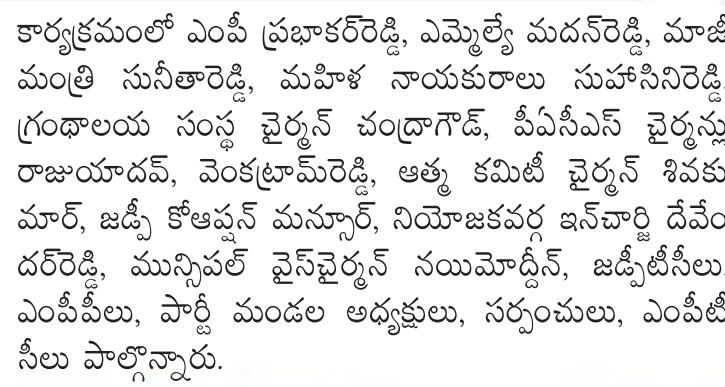 కార్యక్రమంలో ఎంపీ ప్రభాకర్‌రెడ్డి, ఎమ్మెల్యే మదన్‌రెడ్డి, మాజీ
మంత్రి సునీతారెడ్డి, మహిళ నాయకురాలు సుహాసినిరెడ్డి,
గ్రంథాలయ సంస్థ చైర్మన్ చంద్రాగౌడ్, పీఏసీఎస్ చైర్మన్లు
రాజుయాదవ్, వెంకట్రామ్‌రెడ్డి, ఆత్మ కమిటీ చైర్మన్ శివకు
మార్, జడ్పీ కోఆప్షన్ మన్సూర్, నియోజకవర్గ ఇన్‌చార్జి దేవేం
దర్‌రెడ్డి, మున్సిపల్ వైస్‌చైర్మన్ నయిమోద్దీన్, జడ్పీటీసీలు,
ఎంపీపీలు, పార్టీ మండల అధ్యక్షులు, సర్పంచులు, ఎంపీటీ
సీలు పాల్గొన్నారు.